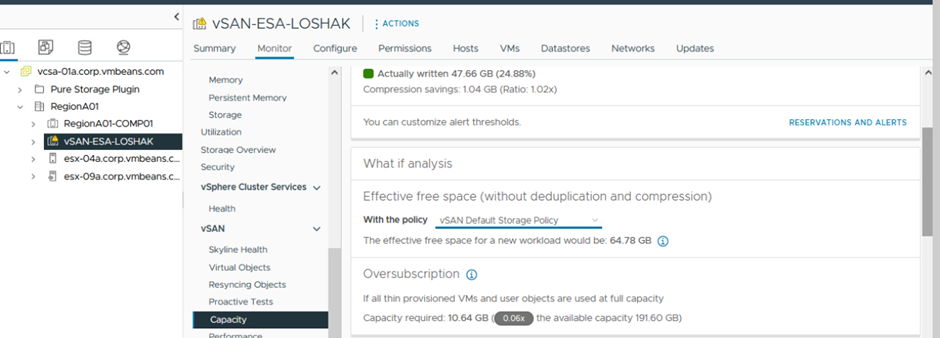 vSAN-ESA-LOSHAK
ACTIONS
Summary Monitor Configure Permissions Hosts VMs Datastores Networks Updates
vcsa-01a.corp.vmbeans.com
Pure Storage Plugin
RegionA01
RegionA01-COMP01
vSAN-ESA-LOSHAK
esx-04a.corp.vmbeans.c...
esx-09a.corp.vmbeans.c...
Memory
Persistent Memory
Storage
Utilization
Storage Overview
Security
vSphere Cluster Services
Health
vSAN
Skyline Health
Virtual Objects
Resyncing Objects
Proactive Tests
Capacity
Performance
Actually written 47.66 GB (24.88%)
Compression savings: 1.04 GB (Ratio: 1.02x)
You can customize alert thresholds.
RESERVATIONS AND ALERTS
What if analysis
Effective free space (without deduplication and compression)
With the policy vSAN Default Storage Policy
The effective free space for a new workload would be: 64.78 GB
Oversubscription
If all thin provisioned VMs and user objects are used at full capacity
Capacity required: 10.64 GB ( 0.06x the available capacity 191.60 GB)